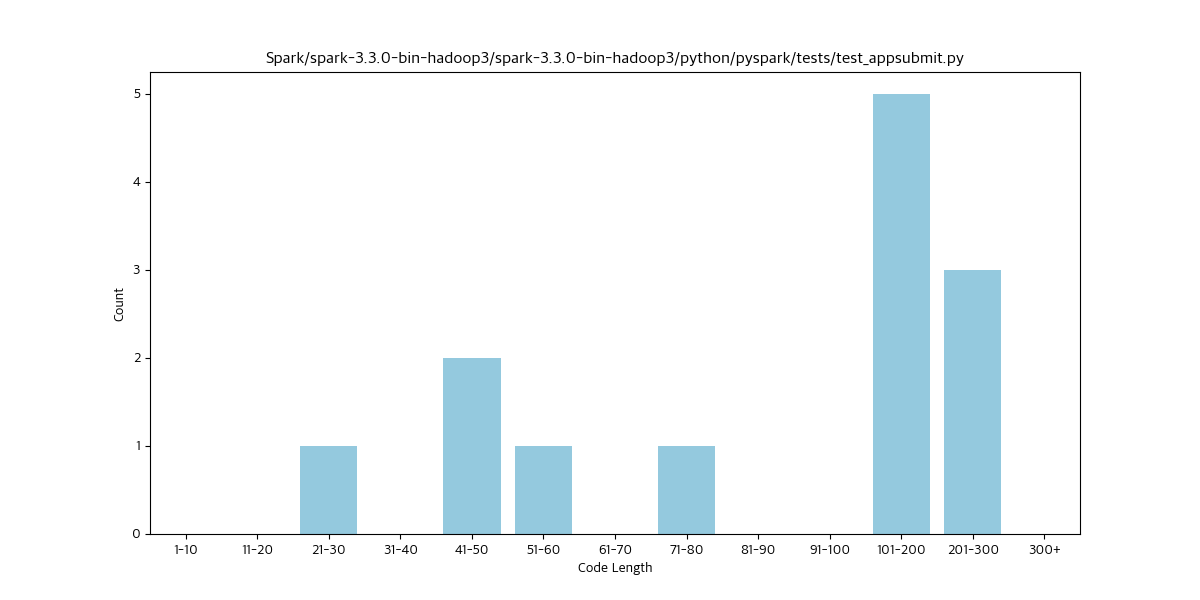 Spark/spark-3.3.0-bin-hadoop3/spark-3.3.0-bin-hadoop3/python/pyspark/tests/test_appsubmit.py
5
4
3
2
1
0
Count
1-10 11-20 21-30 31-40 41-50 51-60 61-70 71-80 81-90 91-100 101-200 201-300 300+
Code Length